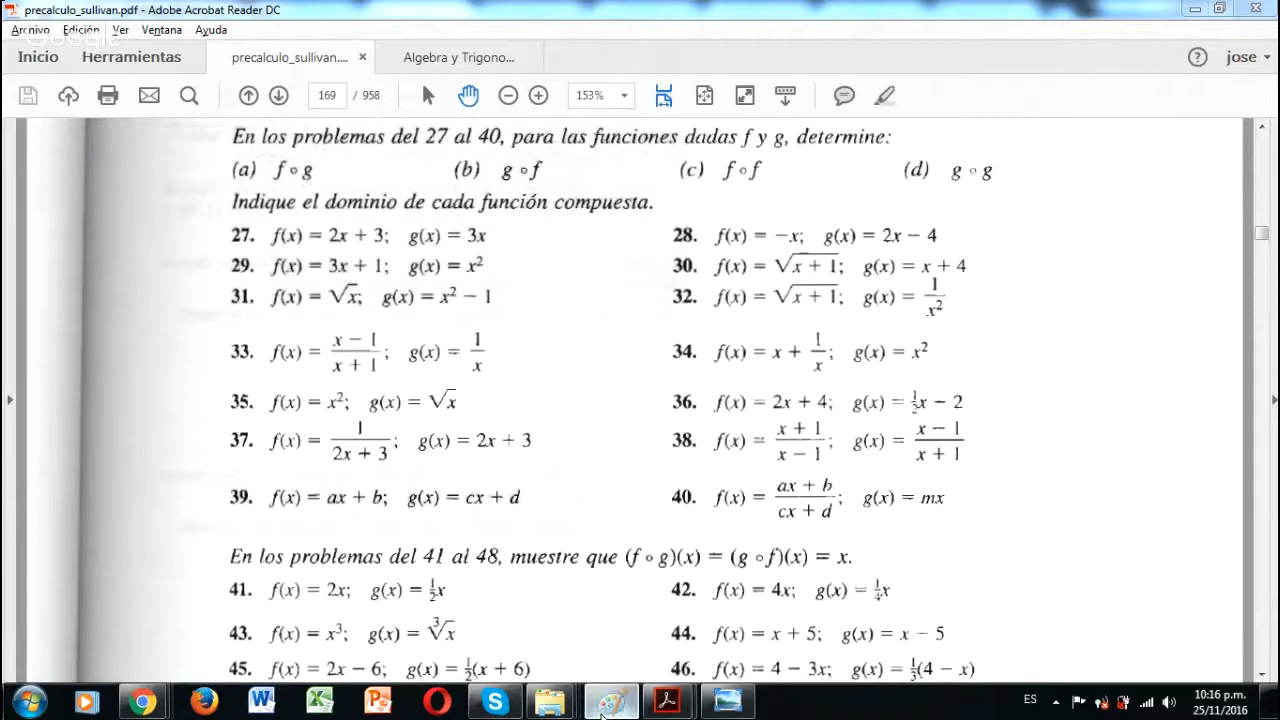 precalculo_sullivan.pdf - Adobe Acrobat Reader DC
Archivo Edición Ver Ventana Ayuda
Google
Inicio Herramientas precalculo_sullivan.... × Algebra y Trigono... jose
169 / 958 153%
En los problemas del 27 al 40, para las funciones dadas f y g, determine:
(a) f ∘ g (b) g ∘ f (c) f ∘ f (d) g ∘ g
Indique el dominio de cada función compuesta.
27. f(x) = 2x + 3; g(x) = 3x 28. f(x) = −x; g(x) = 2x − 4
29. f(x) = 3x + 1; g(x) = x² 30. f(x) = √(x + 1); g(x) = x + 4
31. f(x) = √x; g(x) = x² − 1 32. f(x) = √(x + 1); g(x) = 1/x²
33. f(x) = (x − 1)/(x + 1); g(x) = 1/x 34. f(x) = x + 1/x; g(x) = x²
35. f(x) = x²; g(x) = √x 36. f(x) = 2x + 4; g(x) = ½x − 2
37. f(x) = 1/(2x + 3); g(x) = 2x + 3 38. f(x) = (x + 1)/(x − 1); g(x) = (x − 1)/(x + 1)
39. f(x) = ax + b; g(x) = cx + d 40. f(x) = (ax + b)/(cx + d); g(x) = mx
En los problemas del 41 al 48, muestre que (f ∘ g)(x) = (g ∘ f)(x) = x.
41. f(x) = 2x; g(x) = ½x 42. f(x) = 4x; g(x) = ¼x
43. f(x) = x³; g(x) = ∛x 44. f(x) = x + 5; g(x) = x − 5
45. f(x) = 2x − 6; g(x) = ½(x + 6) 46. f(x) = 4 − 3x; g(x) = ⅓(4 − x)
ES 10:16 p.m.
25/11/2016